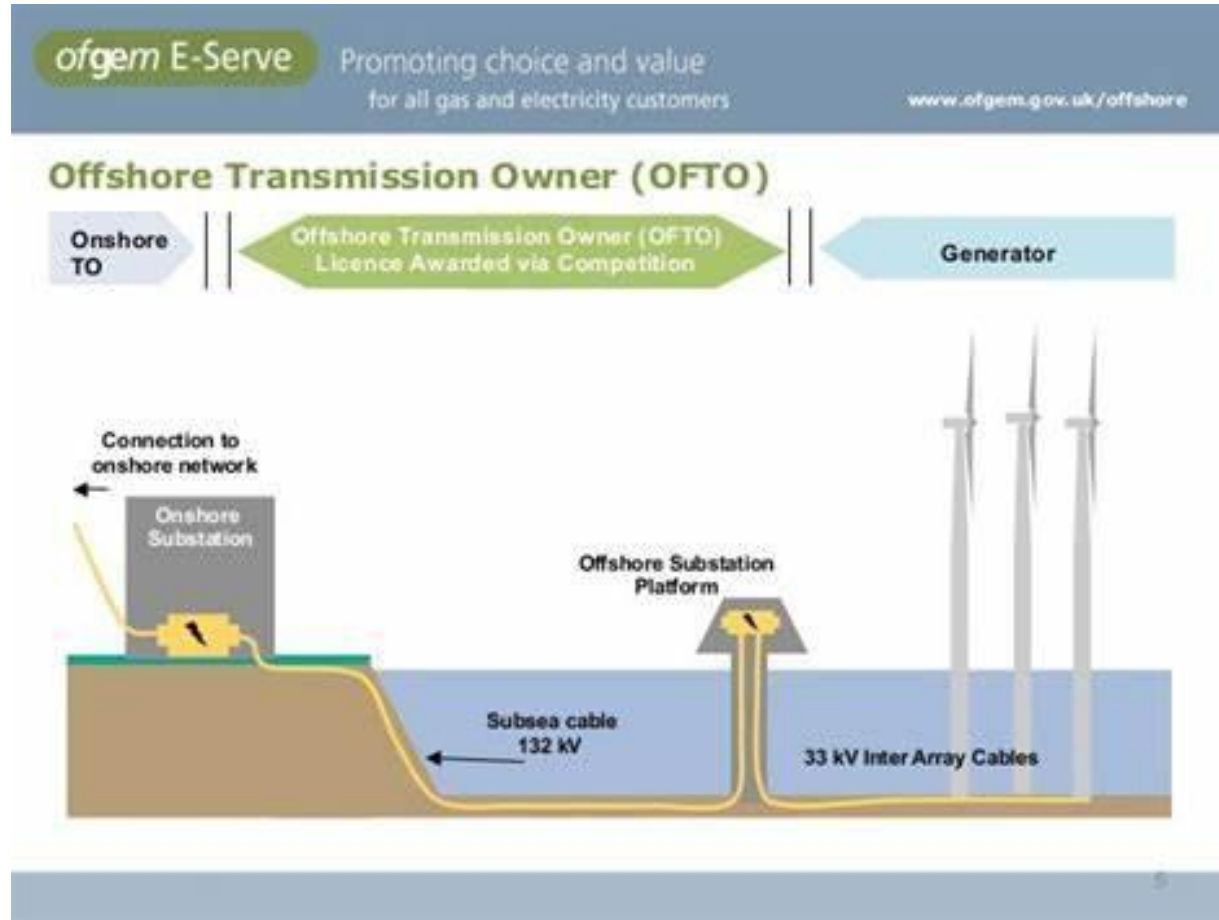 ofgem E-Serve
Promoting choice and value
for all gas and electricity customers
www.ofgem.gov.uk/offshore
Offshore Transmission Owner (OFTO)
Onshore
TO
Offshore Transmission Owner (OFTO)
Licence Awarded via Competition
Generator
Connection to
onshore network
Onshore
Substation
Offshore Substation
Platform
Subsea cable
132 kV
33 kV Inter Array Cables
5